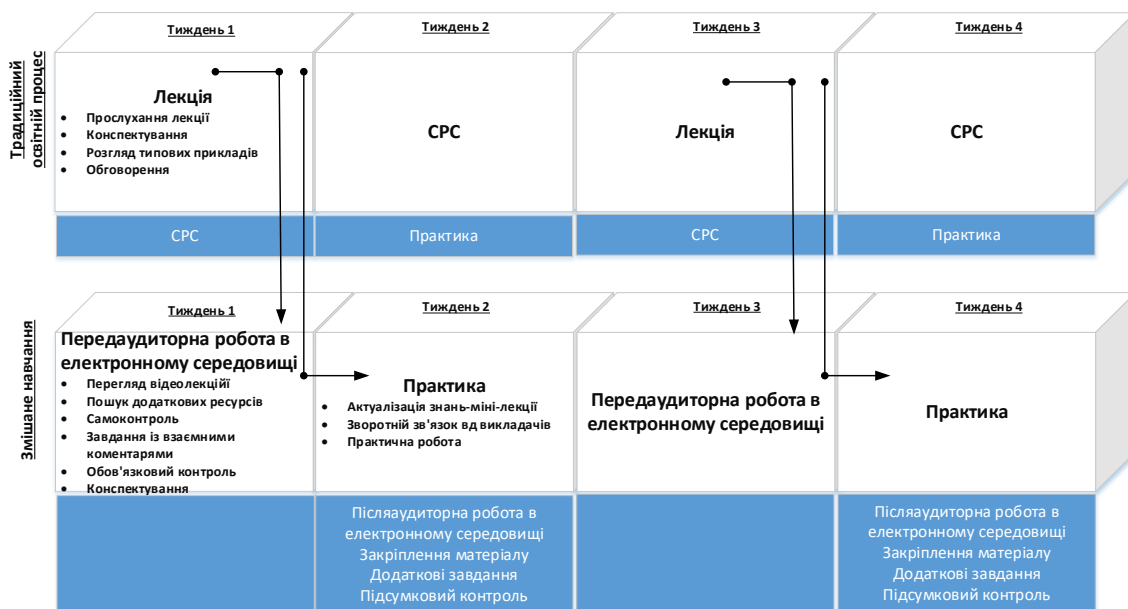 Традиційний
освітній процес
Тиждень 1
Тиждень 2
Тиждень 3
Тиждень 4
Лекція
• Прослухання лекції
• Конспектування
• Розгляд типових прикладів
• Обговорення
СРС
Лекція
СРС
СРС
Практика
СРС
Практика
Змішане навчання
Тиждень 1
Тиждень 2
Тиждень 3
Тиждень 4
Передаудиторна робота в
електронному середовищі
• Перегляд відеолекційї
• Пошук додаткових ресурсів
• Самоконтроль
• Завдання із взаємними
коментарями
• Обов'язковий контроль
• Конспектування
Практика
• Актуалізація знань-міні-лекції
• Зворотній зв'язок вд викладачів
• Практична робота
Передаудиторна робота в
електронному середовищі
Практика
Післяаудиторна робота в
електронному середовищі
Закріплення матеріалу
Додаткові завдання
Підсумковий контроль
Післяаудиторна робота в
електронному середовищі
Закріплення матеріалу
Додаткові завдання
Підсумковий контроль